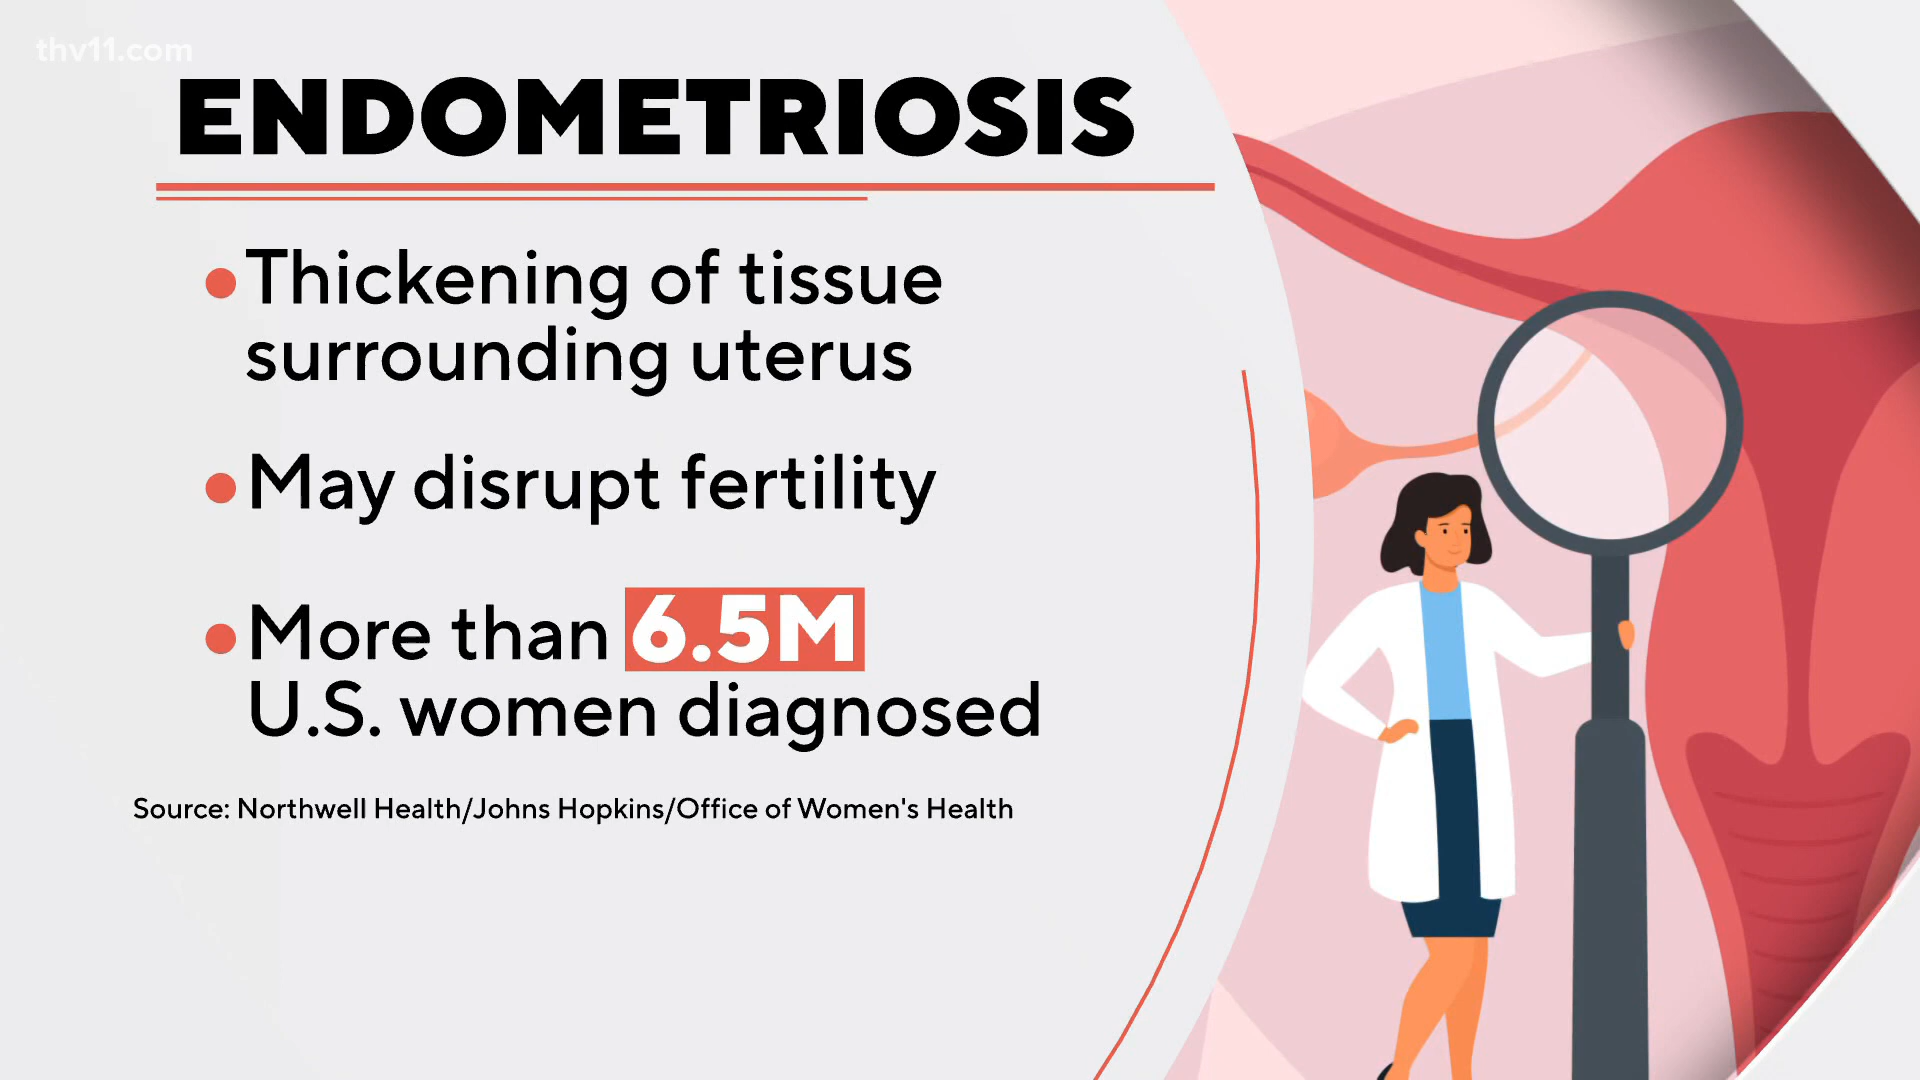 thv11.com
ENDOMETRIOSIS
•Thickening of tissue
surrounding uterus
•May disrupt fertility
•More than 6.5M
U.S. women diagnosed
Source: Northwell Health/Johns Hopkins/Office of Women's Health